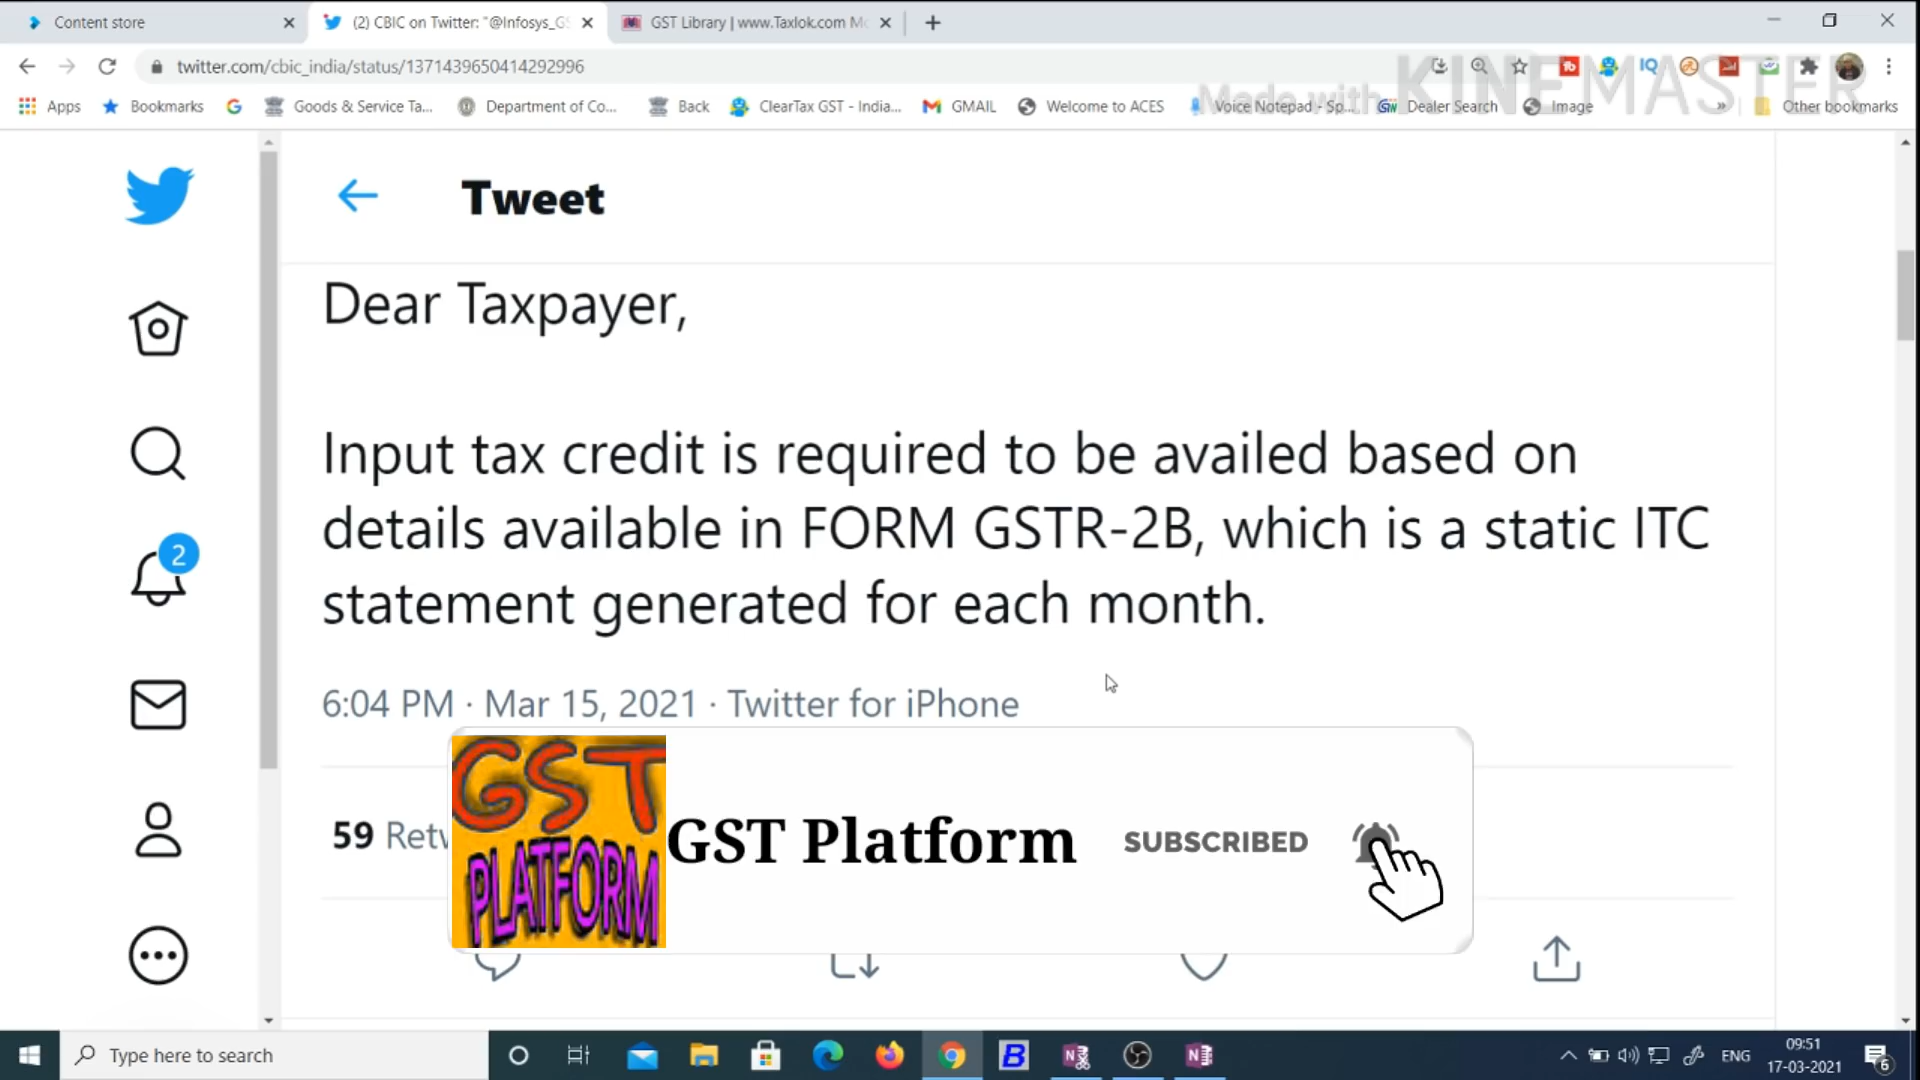 Content store
(2) CBIC on Twitter: "@Infosys_GS
GST Library | www.Taxlok.com Mo
twitter.com/cbic_india/status/1371439650414292996
Made with KINEMASTER
Apps
Bookmarks
Goods & Service Ta...
Department of Co...
Back
ClearTax GST - India...
GMAIL
Welcome to ACES
Voice Notepad - Sp...
Dealer Search
Image
»
Other bookmarks
Tweet
Dear Taxpayer,
Input tax credit is required to be availed based on
details available in FORM GSTR-2B, which is a static ITC
statement generated for each month.
2
6:04 PM · Mar 15, 2021 · Twitter for iPhone
59
GST
PLATFORM
GST Platform
SUBSCRIBED
Type here to search
ENG
09:51
17-03-2021
6